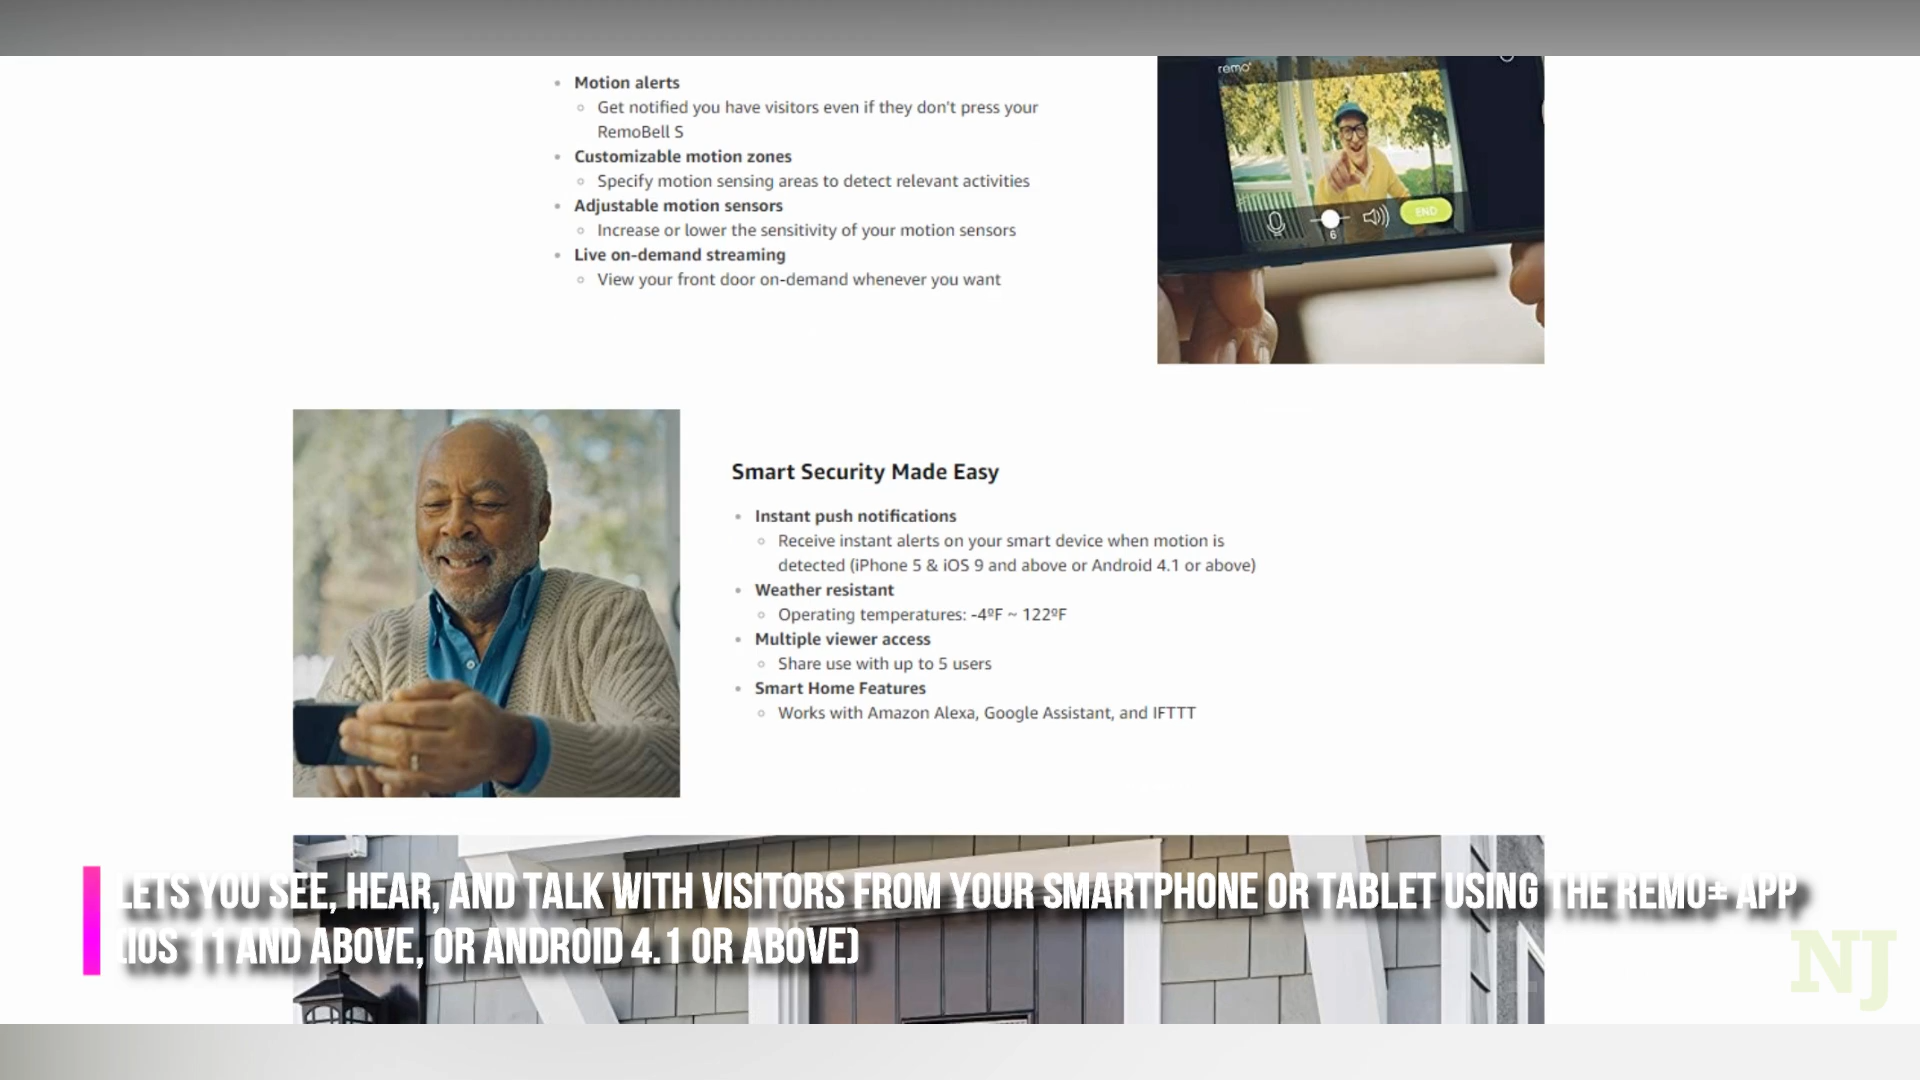 Motion alerts
Get notified you have visitors even if they don't press your
RemoBell S
Customizable motion zones
Specify motion sensing areas to detect relevant activities
Adjustable motion sensors
Increase or lower the sensitivity of your motion sensors
Live on-demand streaming
View your front door on-demand whenever you want
remo+
END
6
Smart Security Made Easy
Instant push notifications
Receive instant alerts on your smart device when motion is
detected (iPhone 5 & iOS 9 and above or Android 4.1 or above)
Weather resistant
Operating temperatures: -4ºF ~ 122ºF
Multiple viewer access
Share use with up to 5 users
Smart Home Features
Works with Amazon Alexa, Google Assistant, and IFTTT
LETS YOU SEE, HEAR, AND TALK WITH VISITORS FROM YOUR SMARTPHONE OR TABLET USING THE REMO± APP
(IOS 11 AND ABOVE, OR ANDROID 4.1 OR ABOVE)
NJ